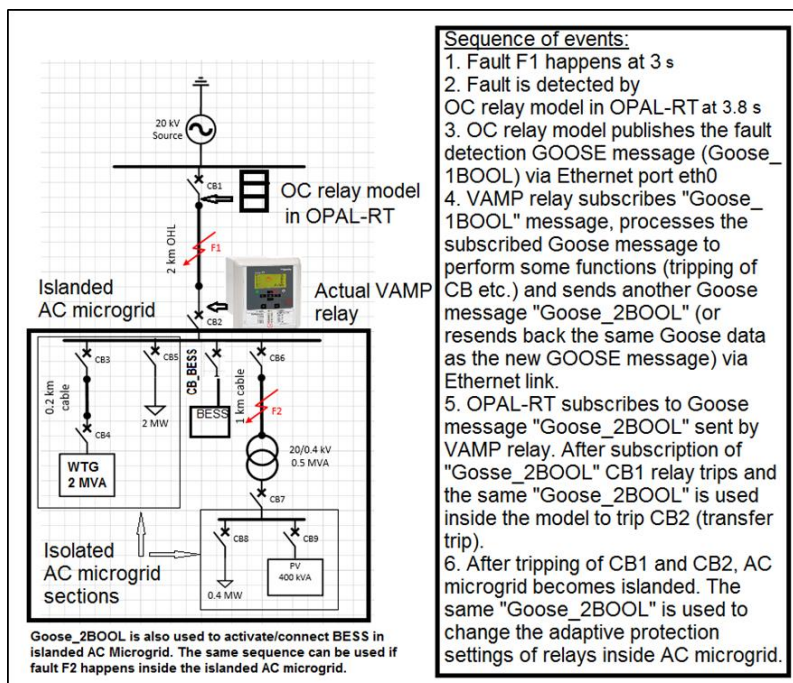 20 kV
Source
CB1
OC relay model
in OPAL-RT
2 km OHL
F1
Islanded
AC microgrid
Actual VAMP
relay
CB2
CB3
CB5
CB_BESS
CB6
0.2 km
cable
1 km cable
BESS
F2
2 MW
CB4
WTG
2 MVA
20/0.4 kV
0.5 MVA
CB7
Isolated
AC microgrid
sections
CB8
CB9
PV
400 kVA
0.4 MW
Goose_2BOOL is also used to activate/connect BESS in
islanded AC Microgrid. The same sequence can be used if
fault F2 happens inside the islanded AC microgrid.
Sequence of events:
1. Fault F1 happens at 3 s
2. Fault is detected by
OC relay model in OPAL-RT at 3.8 s
3. OC relay model publishes the fault
detection GOOSE message (Goose_
1BOOL) via Ethernet port eth0
4. VAMP relay subscribes "Goose_
1BOOL" message, processes the
subscribed Goose message to
perform some functions (tripping of
CB etc.) and sends another Goose
message "Goose_2BOOL" (or
resends back the same Goose data
as the new GOOSE message) via
Ethernet link.
5. OPAL-RT subscribes to Goose
message "Goose_2BOOL" sent by
VAMP relay. After subscription of
"Gosse_2BOOL" CB1 relay trips and
the same "Goose_2BOOL" is used
inside the model to trip CB2 (transfer
trip).
6. After tripping of CB1 and CB2, AC
microgrid becomes islanded. The
same "Goose_2BOOL" is used to
change the adaptive protection
settings of relays inside AC microgrid.